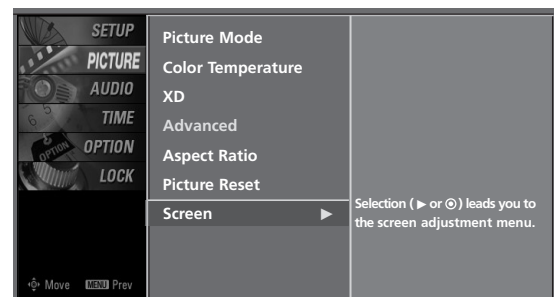 SETUP
PICTURE
AUDIO
TIME
OPTION
LOCK
Move MENU Prev
Picture Mode
Color Temperature
XD
Advanced
Aspect Ratio
Picture Reset
Screen ▶
Selection ( ▶ or ⊙ ) leads you to
the screen adjustment menu.